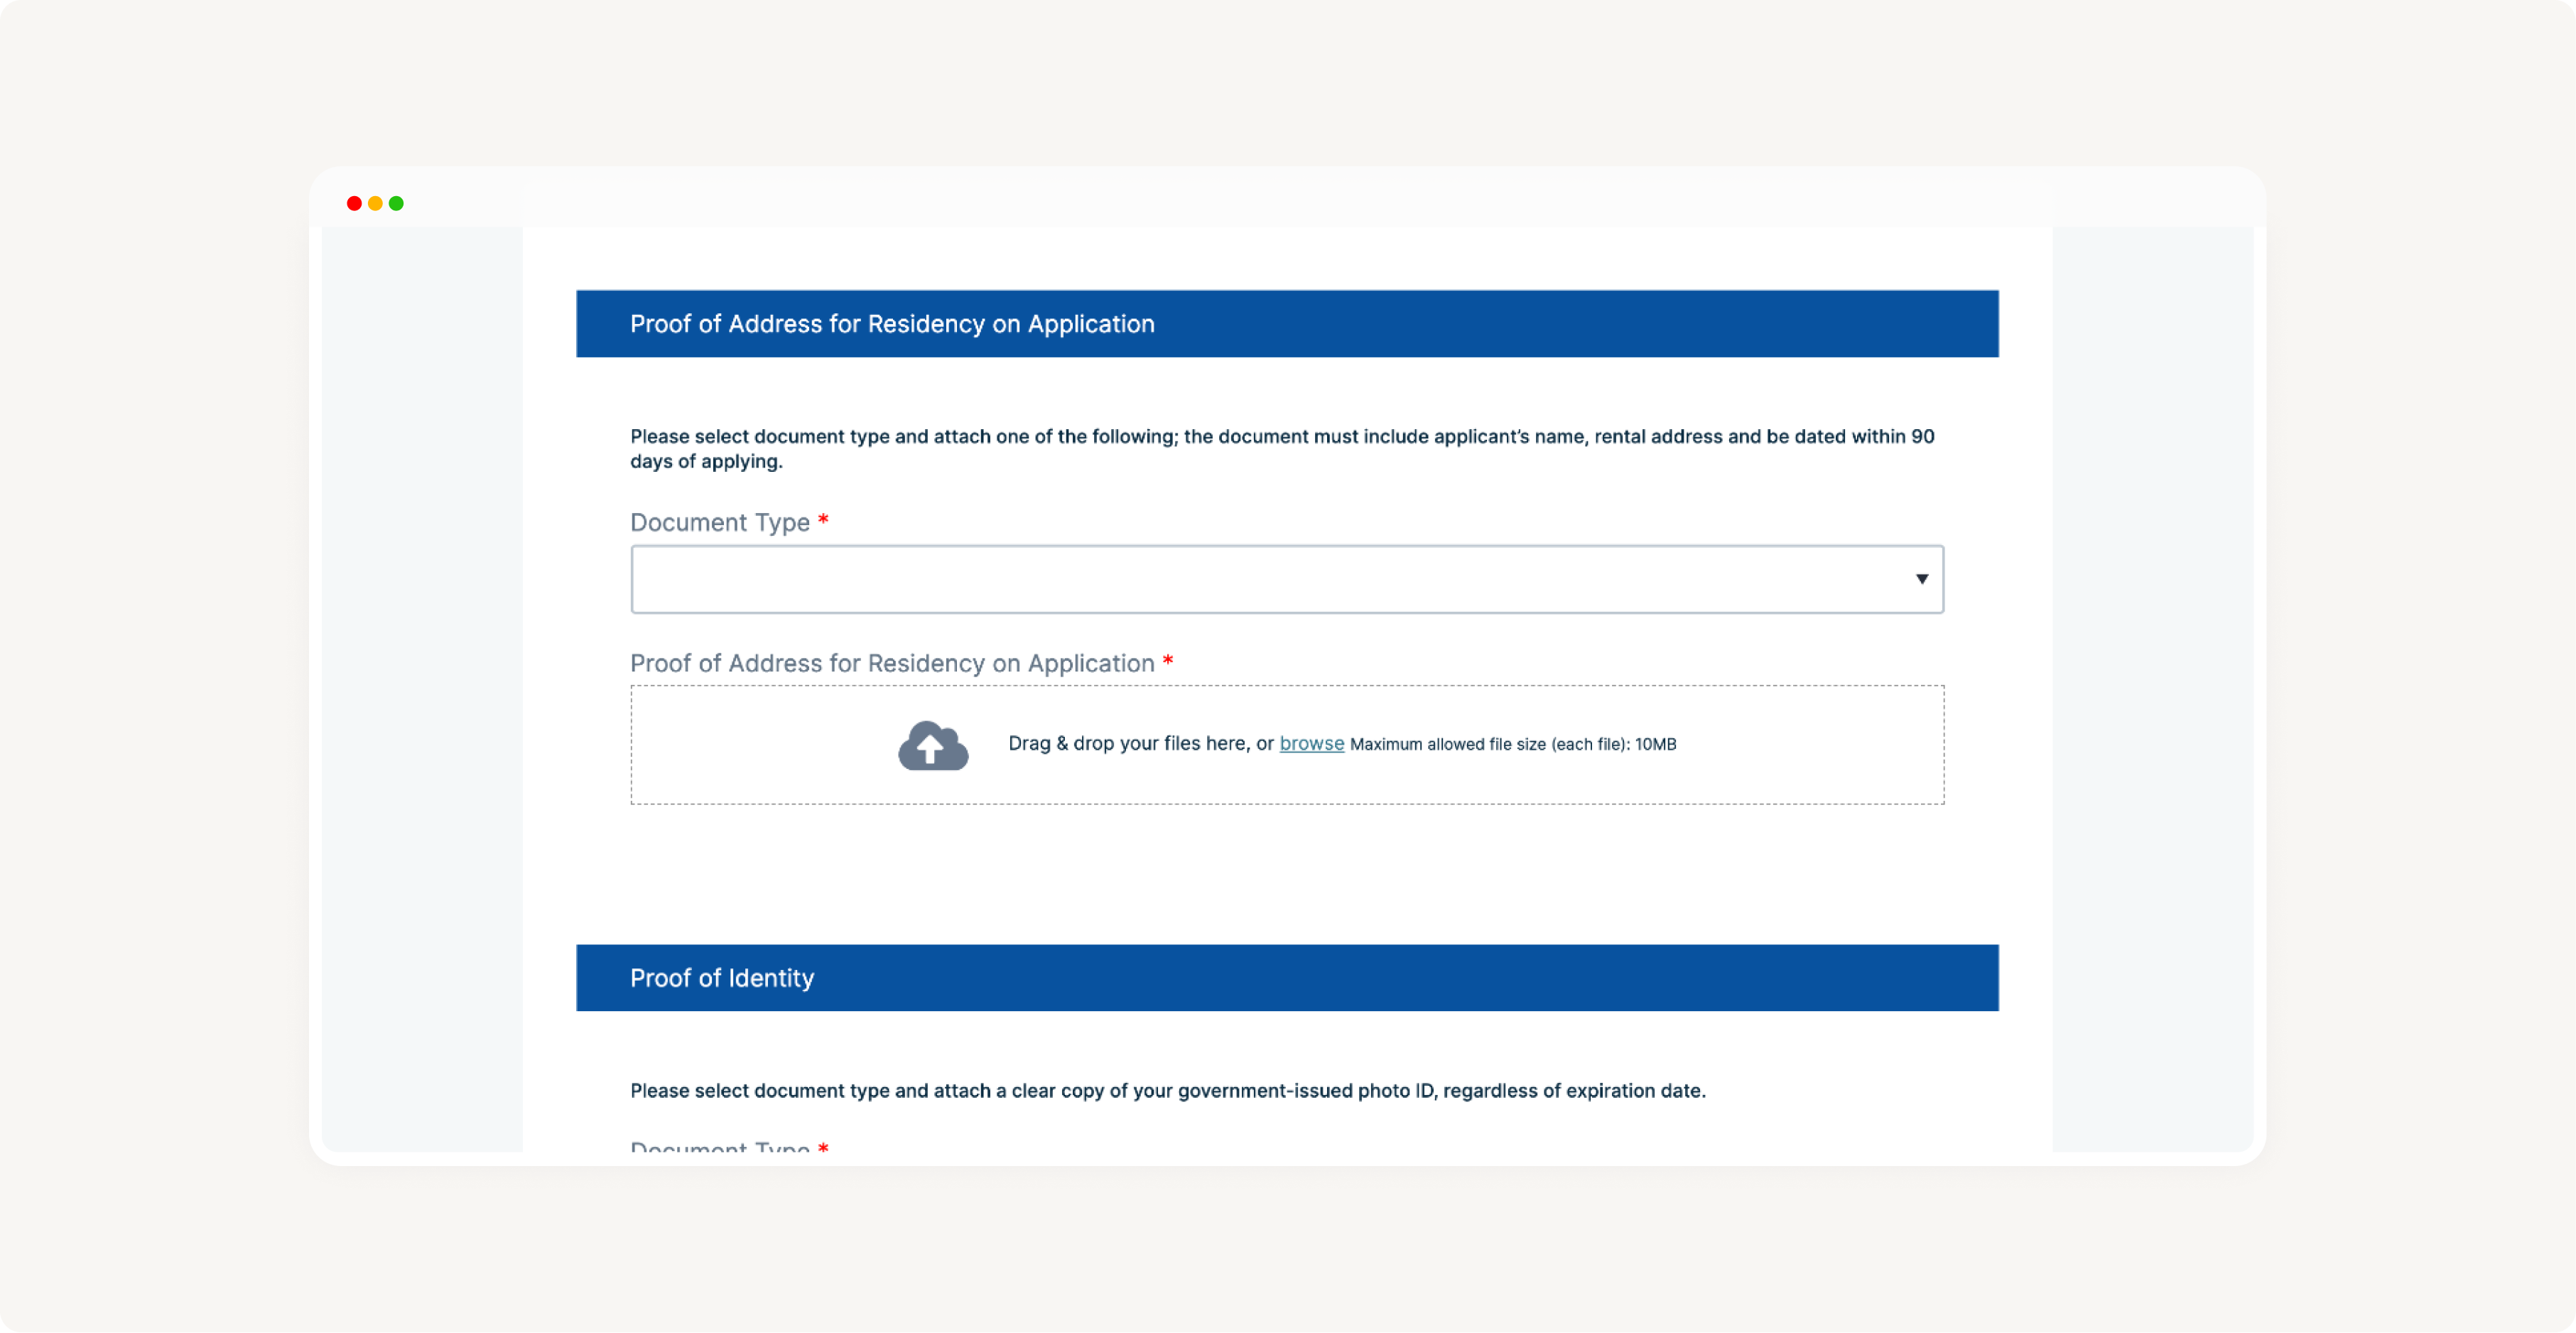 Proof of Address for Residency on Application
Please select document type and attach one of the following; the document must include applicant’s name, rental address and be dated within 90
days of applying.
Document Type *
Proof of Address for Residency on Application *
Drag & drop your files here, or browse Maximum allowed file size (each file): 10MB
Proof of Identity
Please select document type and attach a clear copy of your government-issued photo ID, regardless of expiration date.
Document Type *